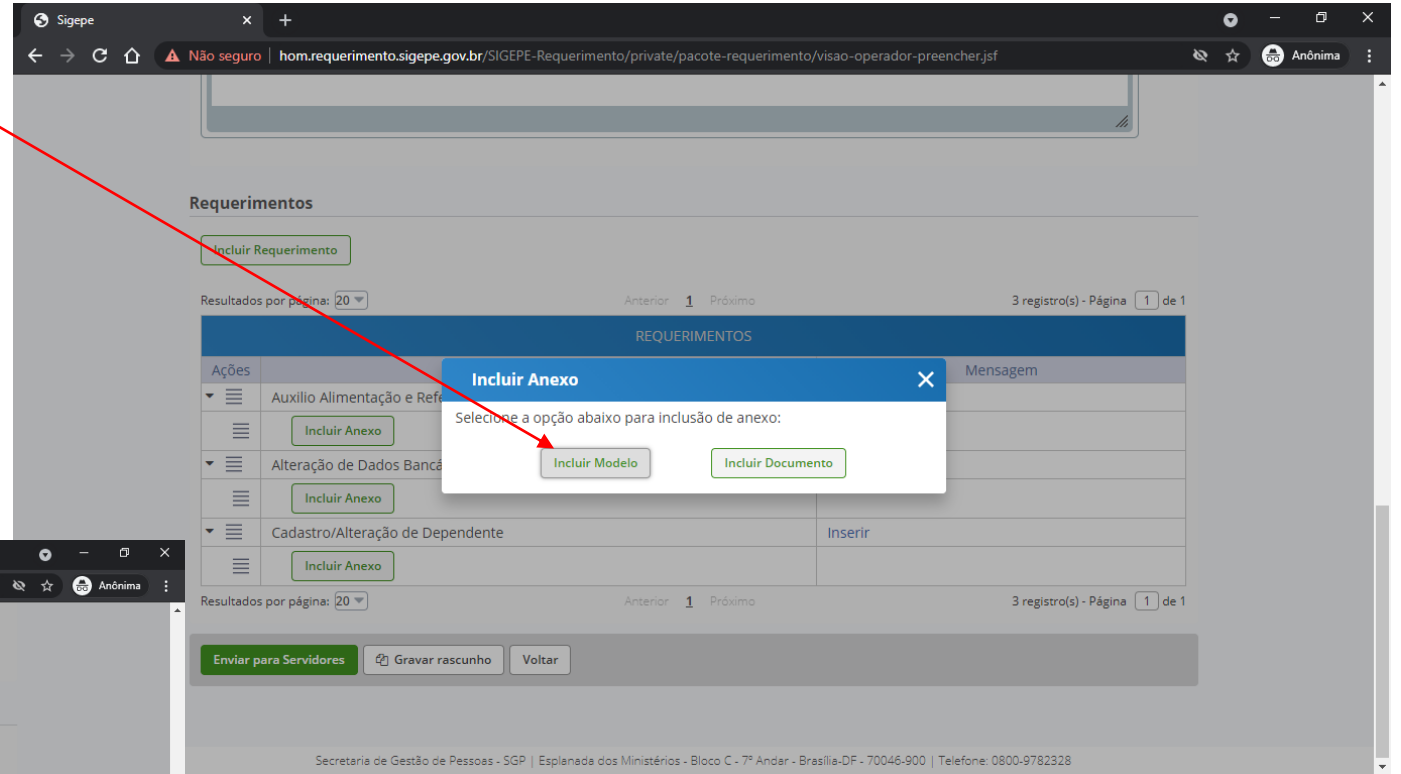 Sigepe
Não seguro | hom.requerimento.sigepe.gov.br/SIGEPE-Requerimento/private/pacote-requerimento/visao-operador-preencher.jsf
Anônima
Requerimentos
Incluir Requerimento
Resultados por página: 20 Anterior 1 Próximo 3 registro(s) - Página 1 de 1
REQUERIMENTOS
Ações Mensagem
Incluir Anexo
Selecione a opção abaixo para inclusão de anexo:
Incluir Modelo Incluir Documento
Auxilio Alimentação e Refe
Incluir Anexo
Alteração de Dados Bancá
Incluir Anexo
Cadastro/Alteração de Dependente Inserir
Incluir Anexo
Resultados por página: 20 Anterior 1 Próximo 3 registro(s) - Página 1 de 1
Enviar para Servidores Gravar rascunho Voltar
Secretaria de Gestão de Pessoas - SGP | Esplanada dos Ministérios - Bloco C - 7º Andar - Brasília-DF - 70046-900 | Telefone: 0800-9782328
Anônima